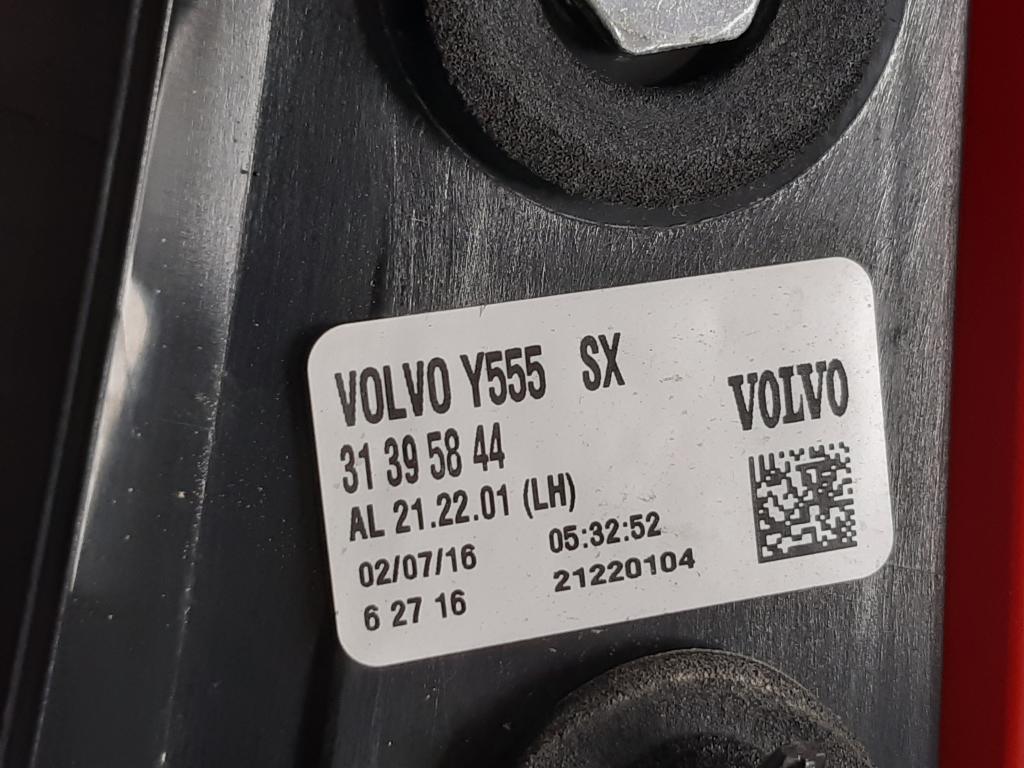 VOLVO Y555 SX
31 39 58 44
VOLVO
AL 21.22.01 (LH)
02/07/16 05:32:52
6 27 16 21220104